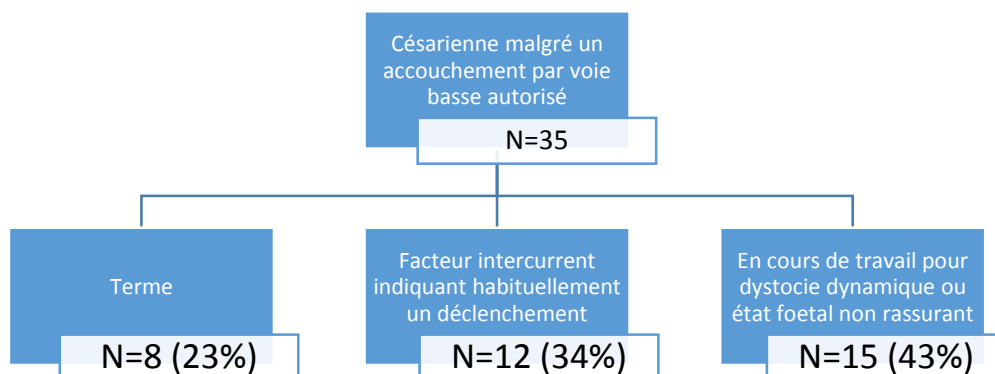 Césarienne malgré un
accouchement par voie
basse autorisé
N=35
Terme
N=8 (23%)
Facteur intercurrent
indiquant habituellement
un déclenchement
N=12 (34%)
En cours de travail pour
dystocie dynamique ou
état foetal non rassurant
N=15 (43%)